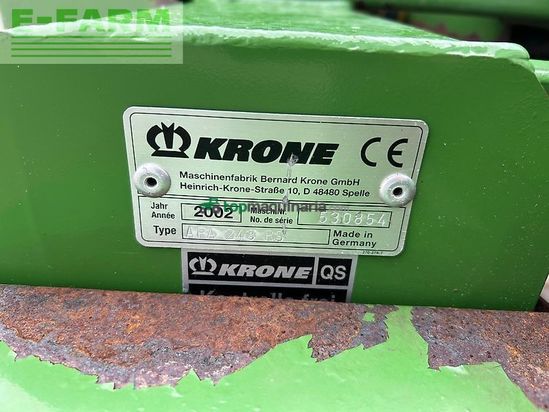 E-FARM
KRONE CE
Maschinenfabrik Bernard Krone GmbH
Heinrich-Krone-Straße 10, D 48480 Spelle
topmaquinaria
Jahr
Année 2002 Masch.Nr.
No. de série 530854
Type Made in
Germany
KRONE QS